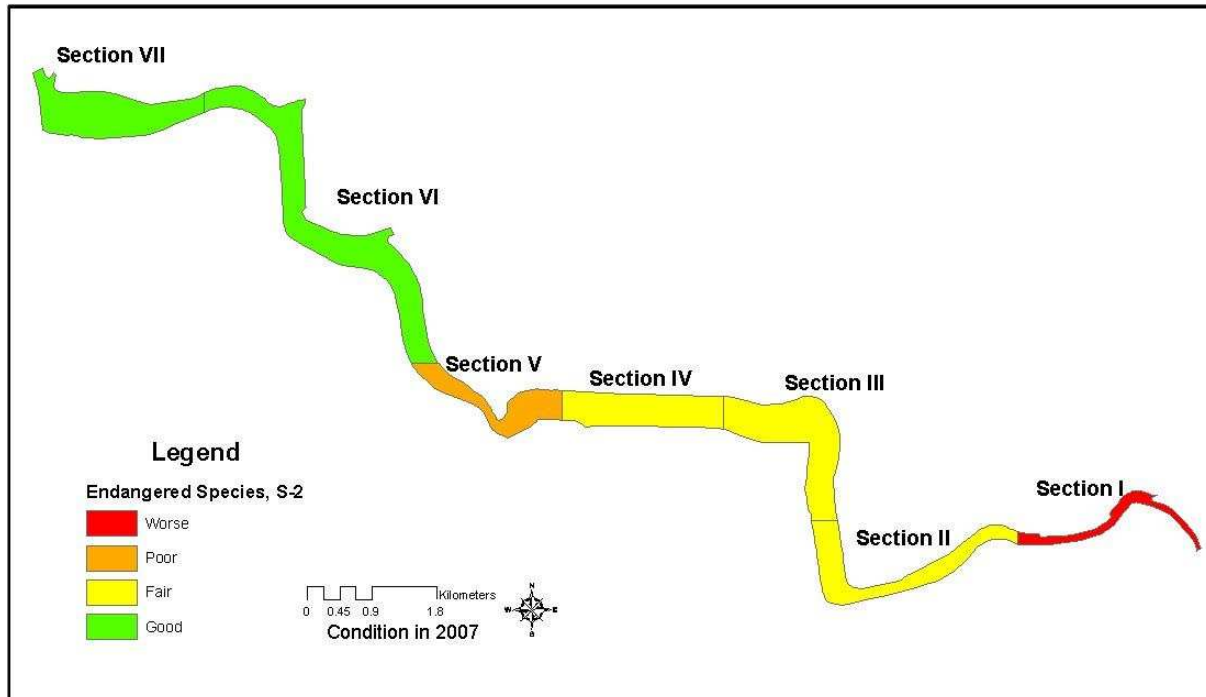 Section VII
Section VI
Section V
Section IV
Section III
Section I
Section II
Legend
Endangered Species, S-2
Worse
Poor
Fair
Good
Kilometers
0 0.45 0.9 1.8
Condition in 2007
N
W E
S